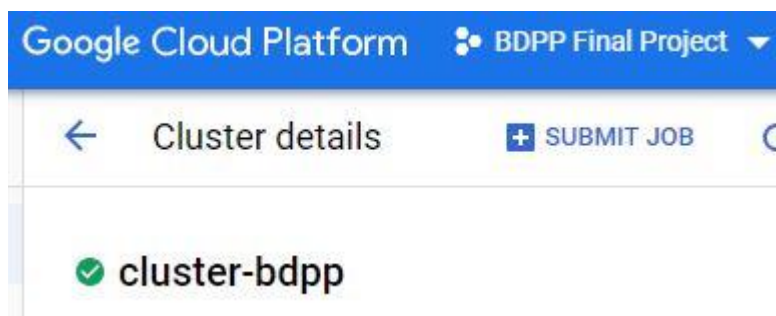 Google Cloud Platform BDPP Final Project
Cluster details SUBMIT JOB
cluster-bdpp